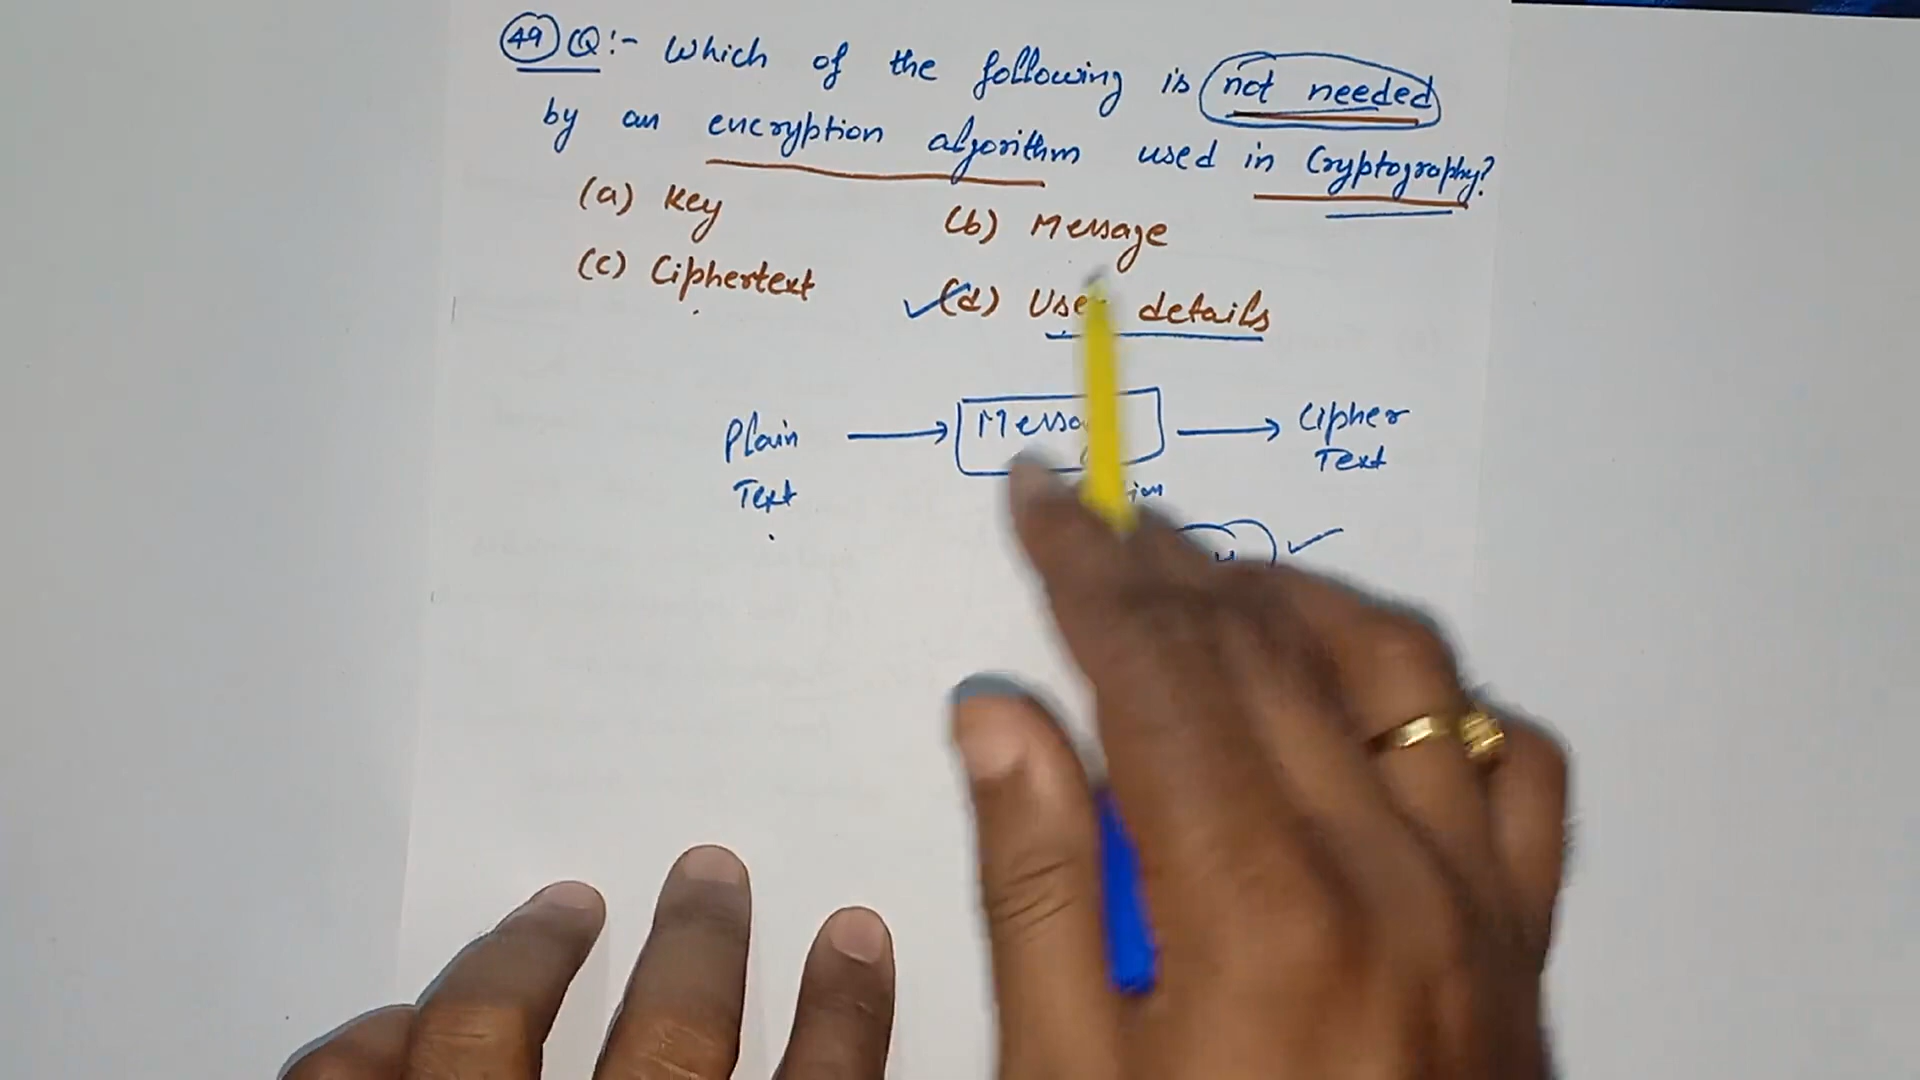 49 Q:- Which of the following is not needed
by an encryption algorithm used in Cryptography?
(a) Key (b) Message
(c) Ciphertext (d) User details
Plain Text → → Cipher Text